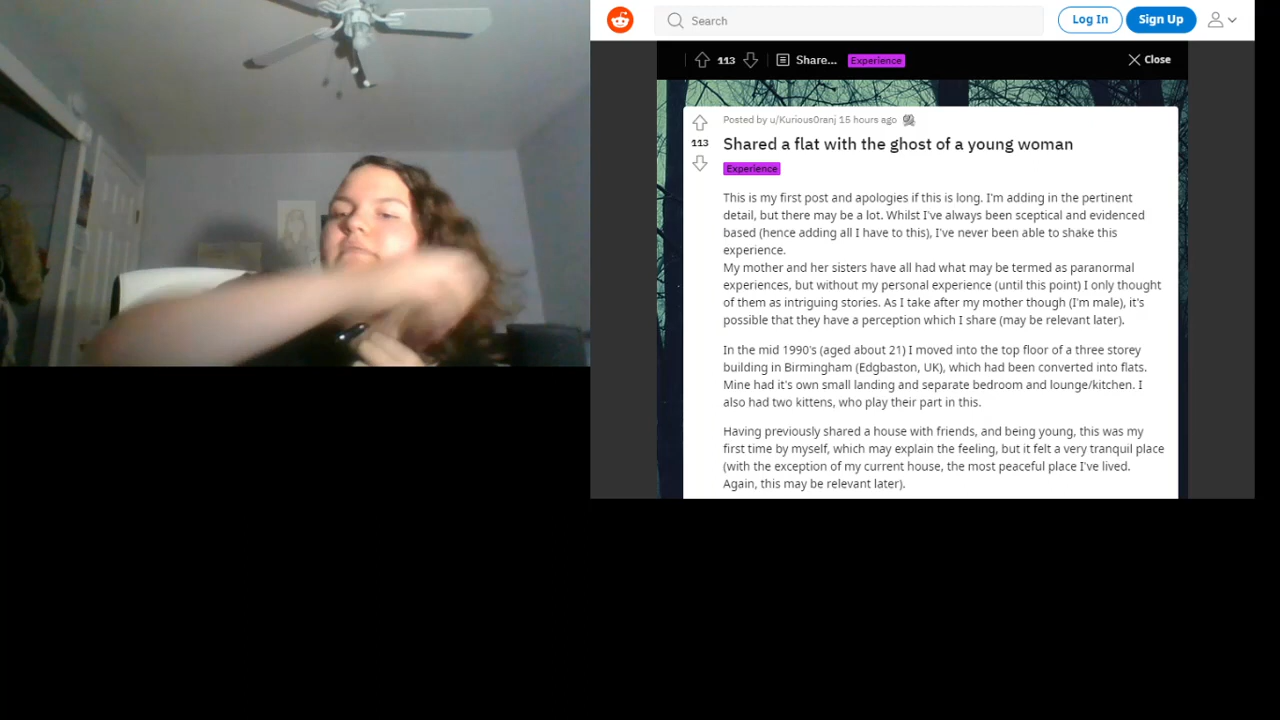 Search
Log In
Sign Up
113
Share...
Experience
Close
Posted by u/Kurious0ranj 15 hours ago
113
Shared a flat with the ghost of a young woman
Experience
This is my first post and apologies if this is long. I'm adding in the pertinent
detail, but there may be a lot. Whilst I've always been sceptical and evidenced
based (hence adding all I have to this), I've never been able to shake this
experience.
My mother and her sisters have all had what may be termed as paranormal
experiences, but without my personal experience (until this point) I only thought
of them as intriguing stories. As I take after my mother though (I'm male), it's
possible that they have a perception which I share (may be relevant later).
In the mid 1990's (aged about 21) I moved into the top floor of a three storey
building in Birmingham (Edgbaston, UK), which had been converted into flats.
Mine had it's own small landing and separate bedroom and lounge/kitchen. I
also had two kittens, who play their part in this.
Having previously shared a house with friends, and being young, this was my
first time by myself, which may explain the feeling, but it felt a very tranquil place
(with the exception of my current house, the most peaceful place I've lived.
Again, this may be relevant later).